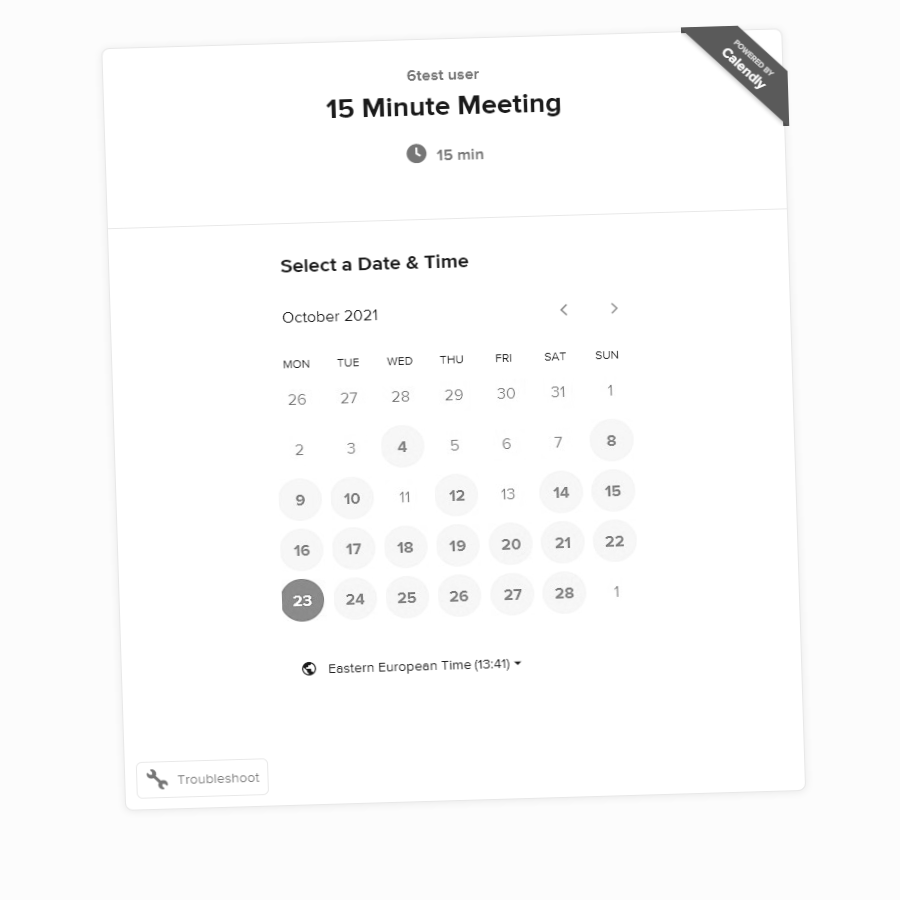 POWERED BY
Calendly
6test user
15 Minute Meeting
15 min
Select a Date & Time
October 2021
MON TUE WED THU FRI SAT SUN
26 27 28 29 30 31 1
2 3 4 5 6 7 8
9 10 11 12 13 14 15
16 17 18 19 20 21 22
23 24 25 26 27 28 1
Eastern European Time (13:41)
Troubleshoot